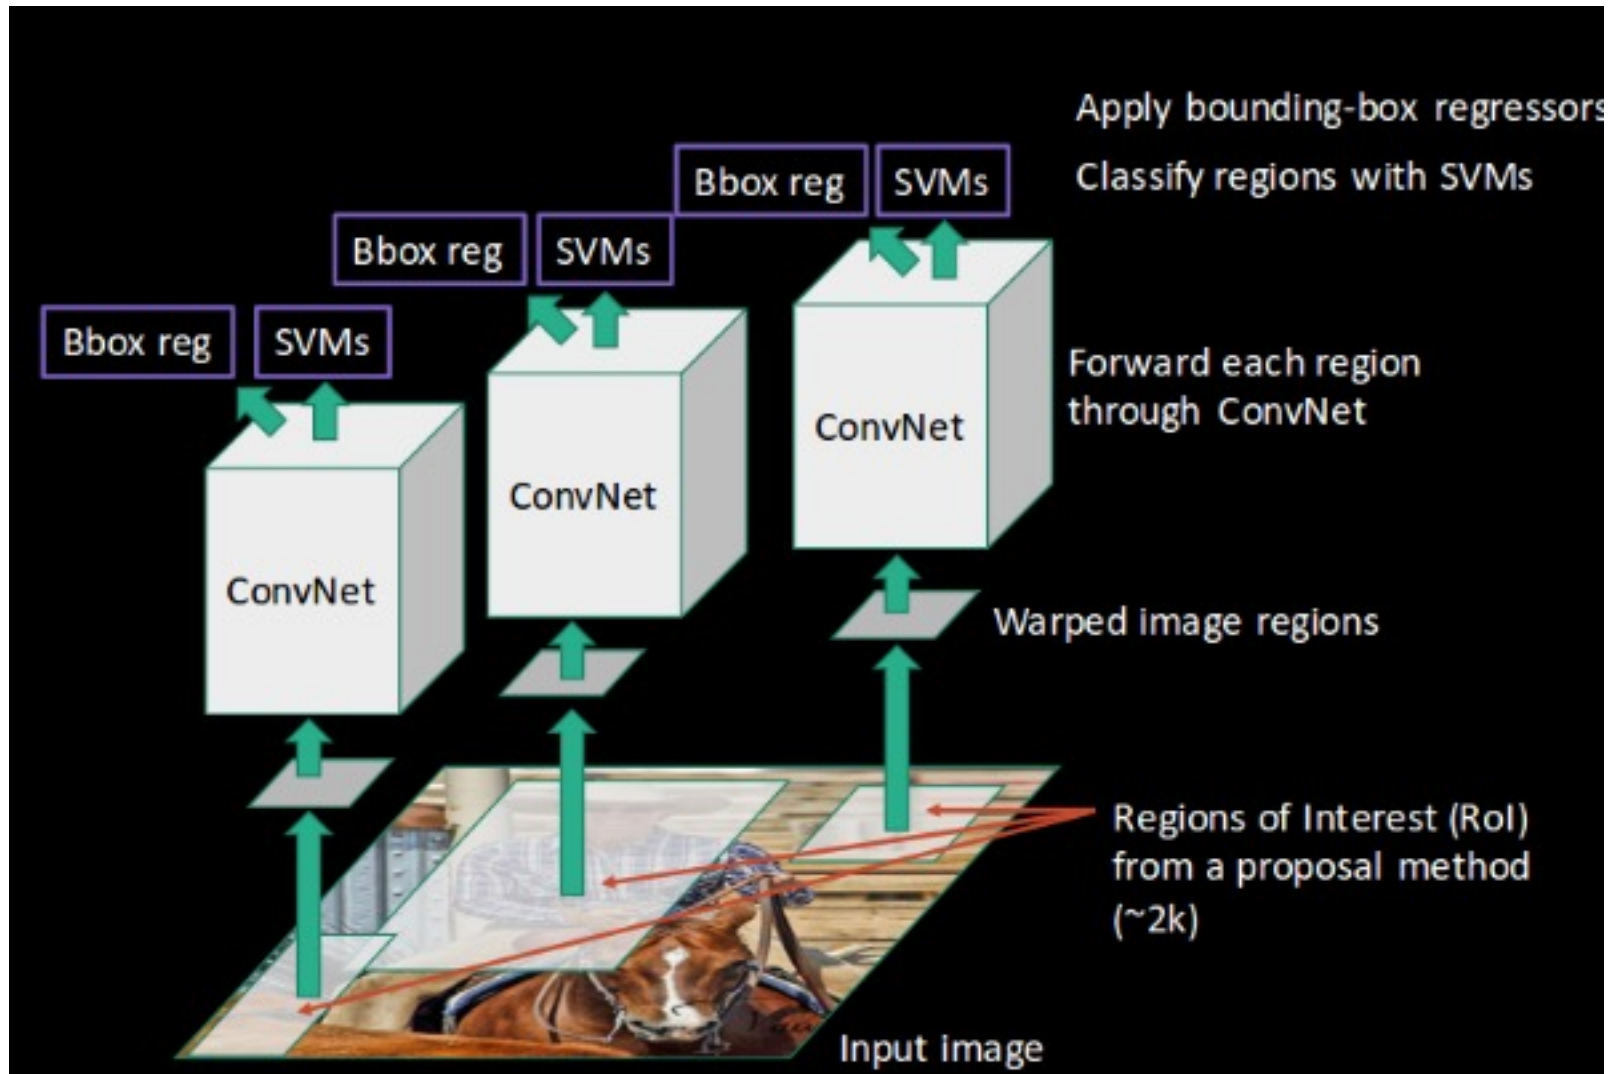 Apply bounding-box regressors
Bbox reg
SVMs
Classify regions with SVMs
Bbox reg
SVMs
Bbox reg
SVMs
Forward each region
through ConvNet
ConvNet
ConvNet
ConvNet
Warped image regions
Regions of Interest (RoI)
from a proposal method
(~2k)
Input image